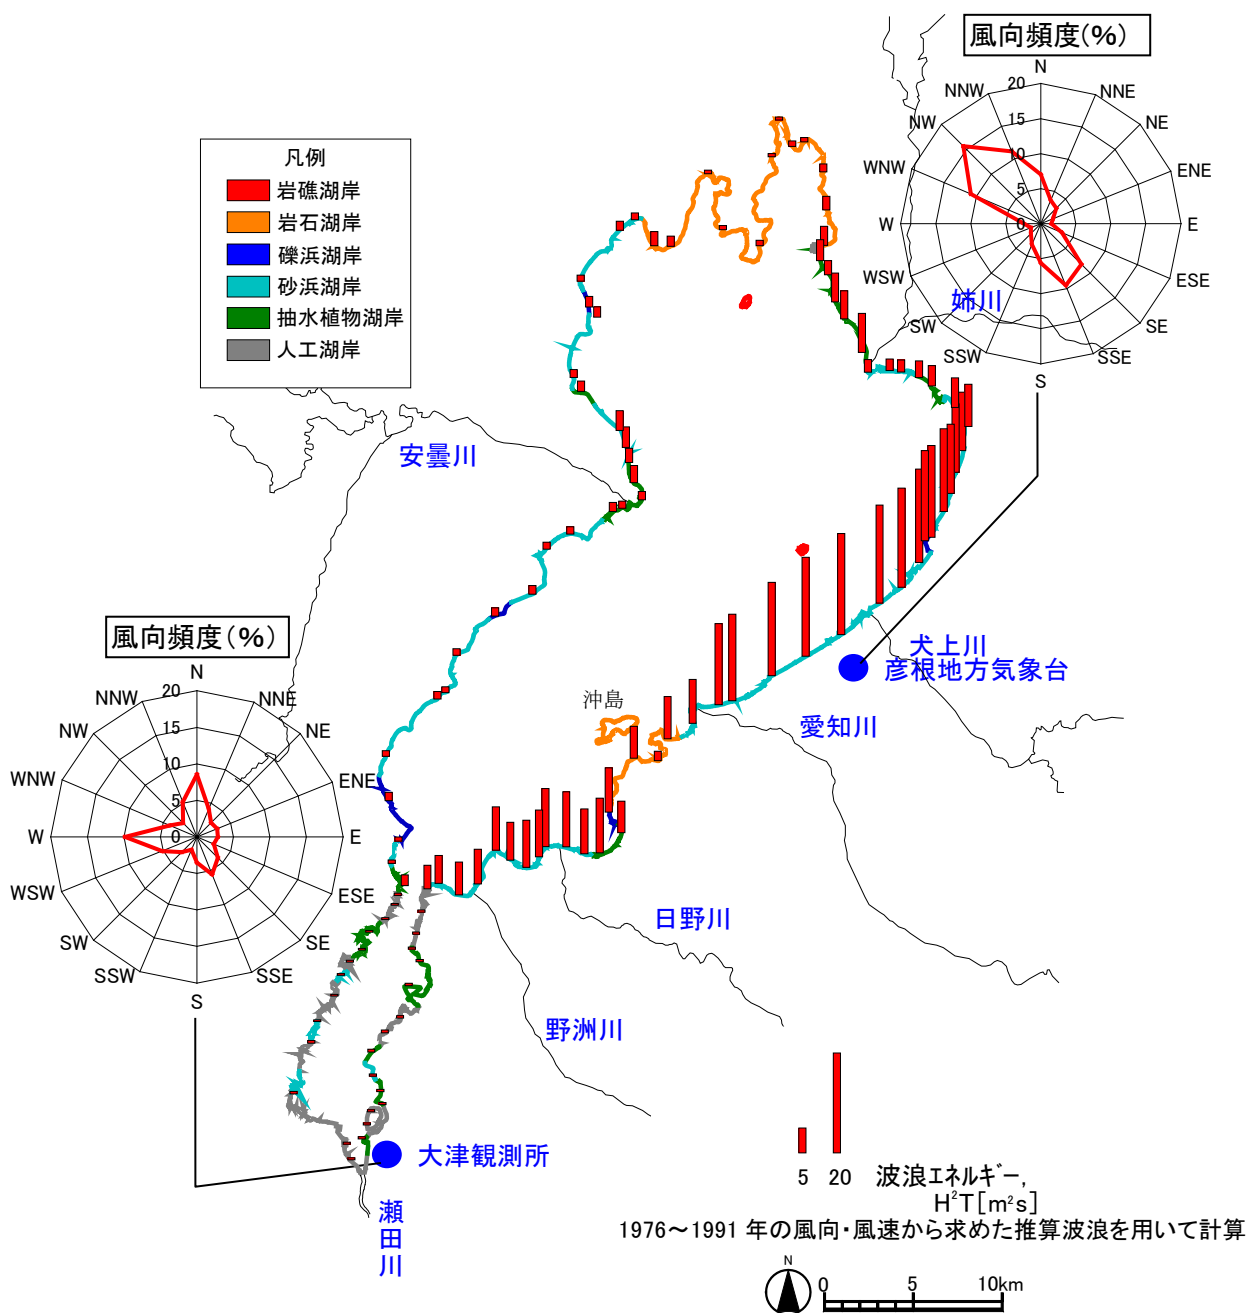 風向頻度(%)
N
NNE
NE
ENE
E
ESE
SE
SSE
S
SSW
SW
WSW
W
WNW
NW
NNW
20
15
10
5
0
凡例
岩礁湖岸
岩石湖岸
礫浜湖岸
砂浜湖岸
抽水植物湖岸
人工湖岸
姉川
安曇川
犬上川
彦根地方気象台
沖島
愛知川
風向頻度(%)
N
NNE
NE
ENE
E
ESE
SE
SSE
S
SSW
SW
WSW
W
WNW
NW
NNW
20
15
10
5
0
日野川
野洲川
大津観測所
瀬田川
5 20 波浪エネルギー,
H²T[m²s]
1976～1991 年の風向・風速から求めた推算波浪を用いて計算
N
0 5 10km